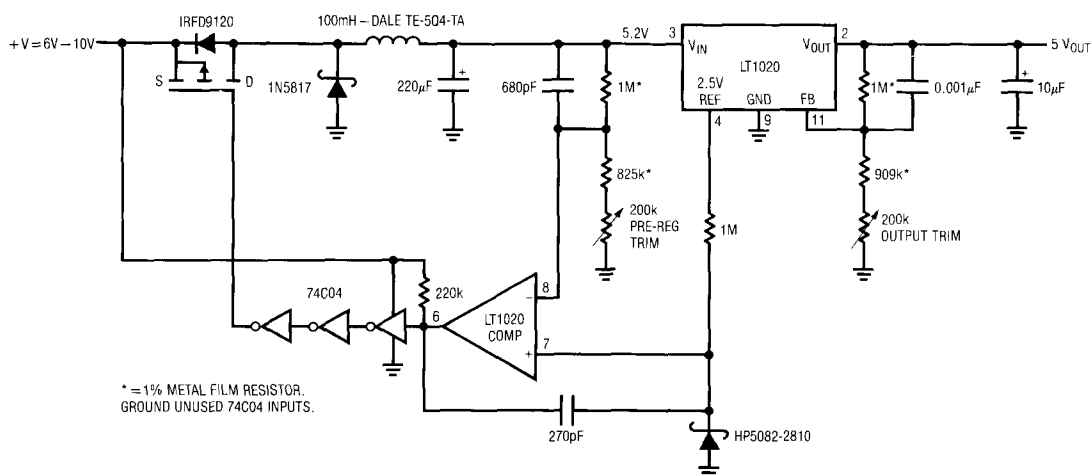 IRFD9120
100mH – DALE TE-504-TA
+V = 6V – 10V
S
D
1N5817
220µF
+
680pF
1M*
5.2V
3
VIN
VOUT
2
LT1020
2.5V
REF
GND
FB
4
9
11
1M*
0.001µF
+
10µF
5 VOUT
825k*
200k
PRE-REG
TRIM
1M
909k*
200k
OUTPUT TRIM
74C04
220k
6
LT1020
COMP
8
–
7
+
270pF
HP5082-2810
* = 1% METAL FILM RESISTOR.
GROUND UNUSED 74C04 INPUTS.